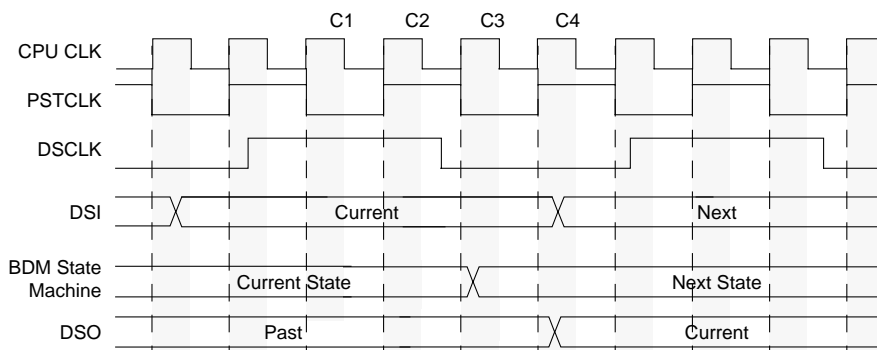 C1 C2 C3 C4
CPU CLK
PSTCLK
DSCLK
DSI Current Next
BDM State
Machine Current State Next State
DSO Past Current